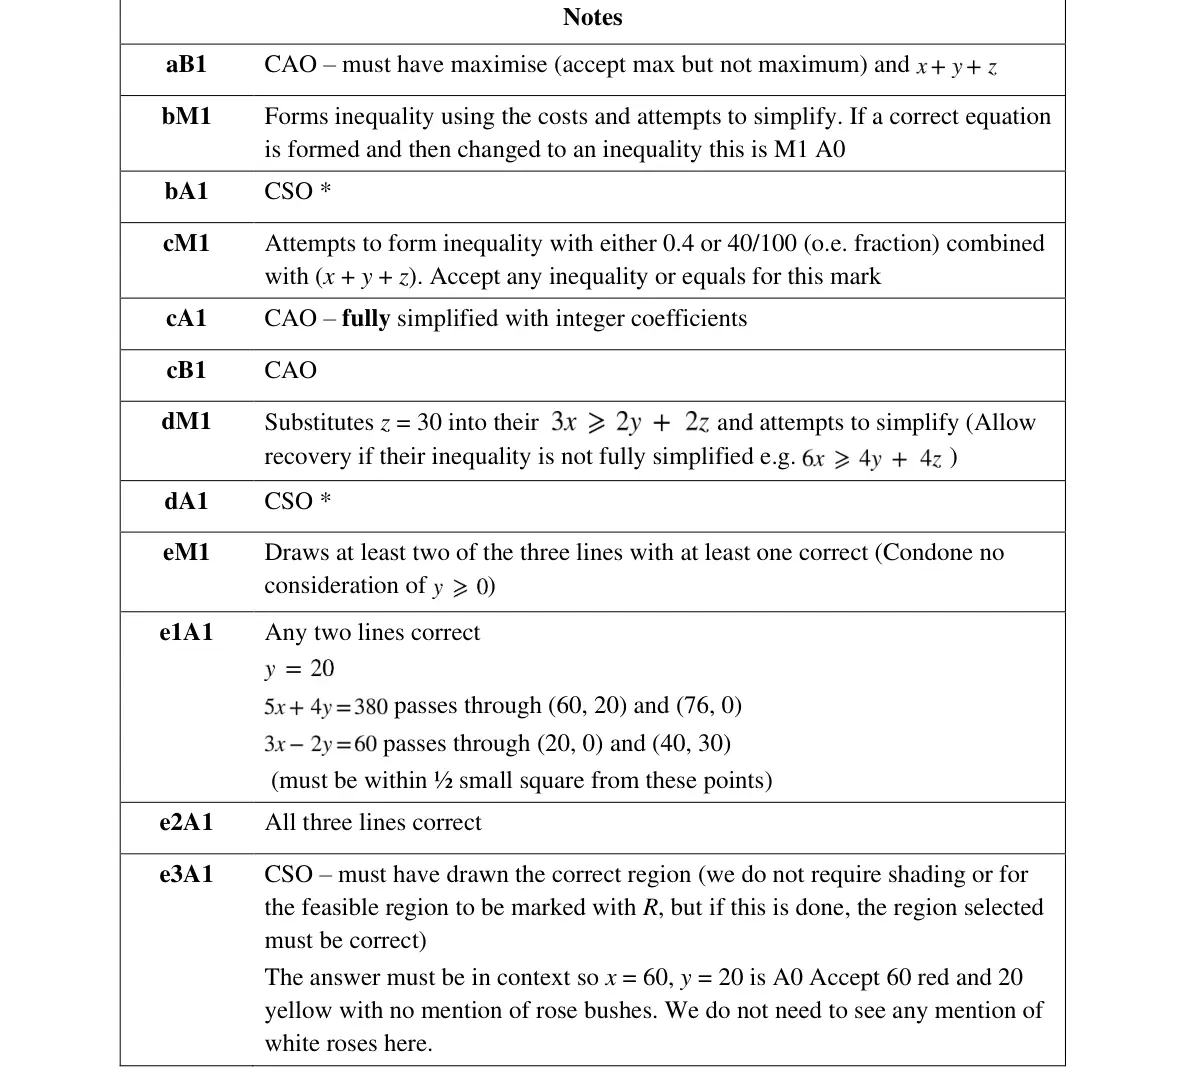 Notes
aB1 CAO – must have maximise (accept max but not maximum) and x + y + z
bM1 Forms inequality using the costs and attempts to simplify. If a correct equation
is formed and then changed to an inequality this is M1 A0
bA1 CSO *
cM1 Attempts to form inequality with either 0.4 or 40/100 (o.e. fraction) combined
with (x + y + z). Accept any inequality or equals for this mark
cA1 CAO – fully simplified with integer coefficients
cB1 CAO
dM1 Substitutes z = 30 into their 3x ⩾ 2y + 2z and attempts to simplify (Allow
recovery if their inequality is not fully simplified e.g. 6x ⩾ 4y + 4z )
dA1 CSO *
eM1 Draws at least two of the three lines with at least one correct (Condone no
consideration of y ⩾ 0)
e1A1 Any two lines correct
y = 20
5x + 4y = 380 passes through (60, 20) and (76, 0)
3x − 2y = 60 passes through (20, 0) and (40, 30)
(must be within ½ small square from these points)
e2A1 All three lines correct
e3A1 CSO – must have drawn the correct region (we do not require shading or for
the feasible region to be marked with R, but if this is done, the region selected
must be correct)
The answer must be in context so x = 60, y = 20 is A0 Accept 60 red and 20
yellow with no mention of rose bushes. We do not need to see any mention of
white roses here.